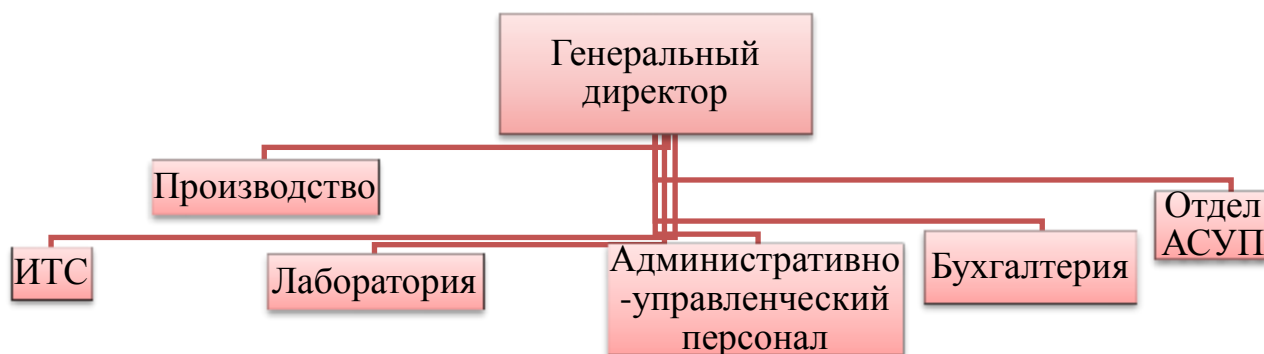 Генеральный
директор
Производство
Отдел
АСУП
ИТС
Лаборатория
Административно
-управленческий
персонал
Бухгалтерия